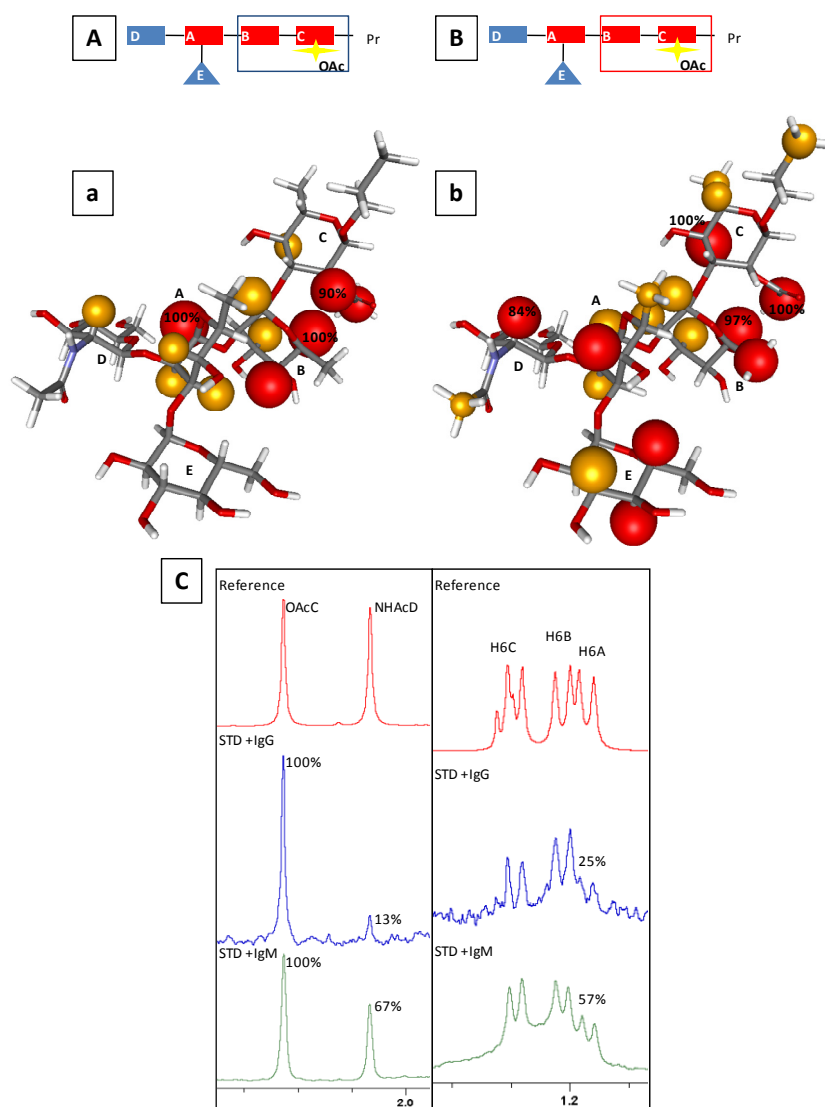 A
D A B C Pr
E
OAc
B
D A B C Pr
E
OAc
a
C
90%
A
100%
100%
D
B
E
b
100%
C
84%
A
100%
97%
D
B
E
C
Reference
OAcC NHAcD
STD +IgG
100%
13%
STD +IgM
100%
67%
2.0
Reference
H6C H6B H6A
STD +IgG
25%
STD +IgM
57%
1.2